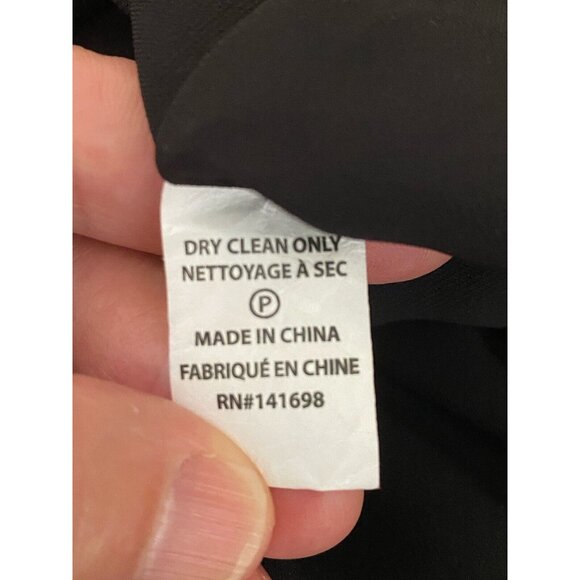 DRY CLEAN ONLY
NETTOYAGE À SEC
P
MADE IN CHINA
FABRIQUÉ EN CHINE
RN#141698